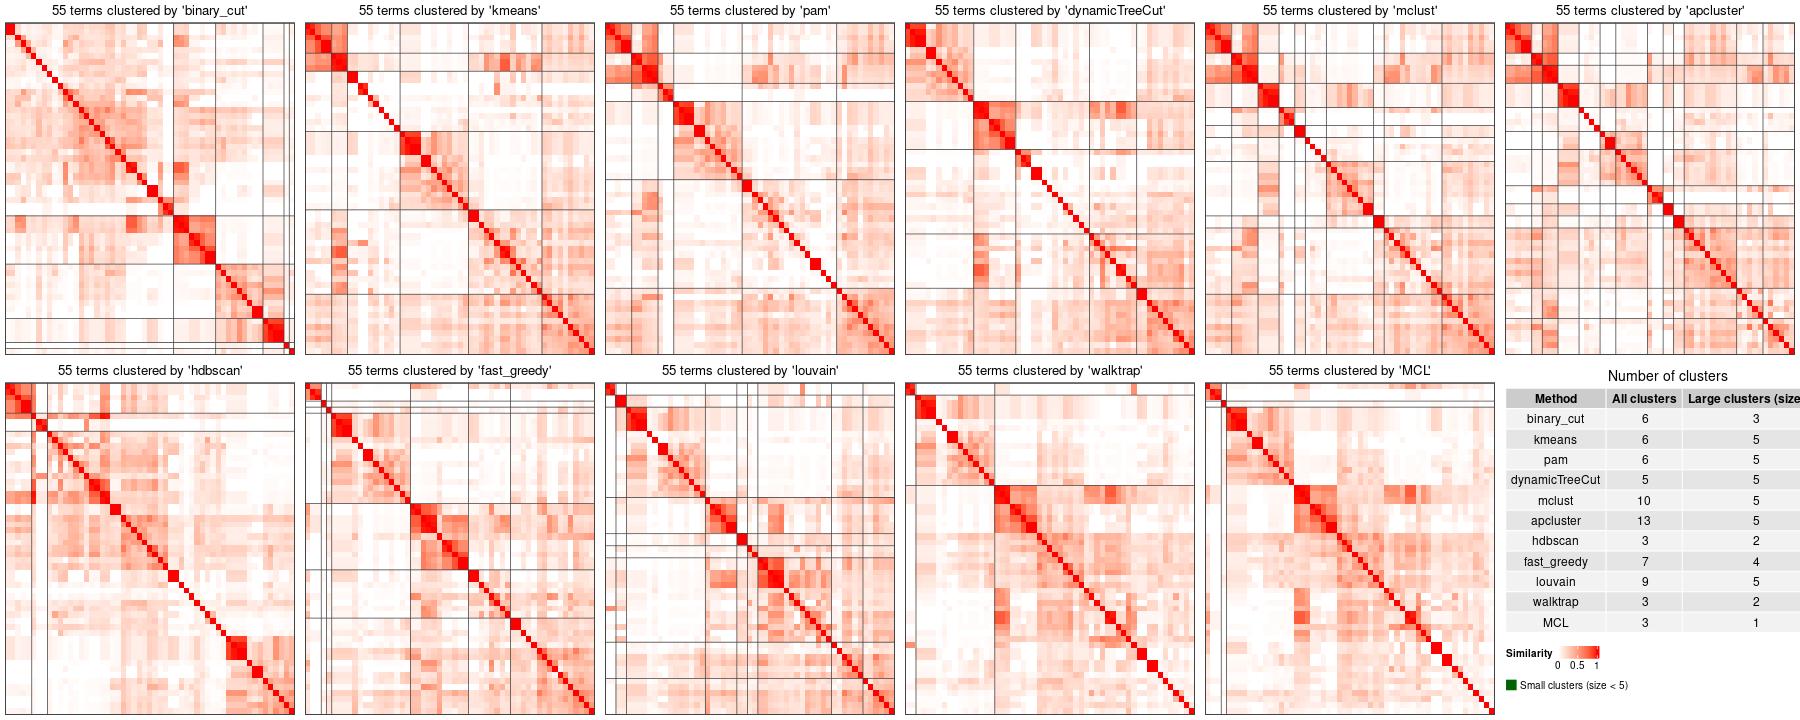 55 terms clustered by 'binary_cut'
55 terms clustered by 'kmeans'
55 terms clustered by 'pam'
55 terms clustered by 'dynamicTreeCut'
55 terms clustered by 'mclust'
55 terms clustered by 'apcluster'
55 terms clustered by 'hdbscan'
55 terms clustered by 'fast_greedy'
55 terms clustered by 'louvain'
55 terms clustered by 'walktrap'
55 terms clustered by 'MCL'
Number of clusters
Method All clusters Large clusters (size
binary_cut 6 3
kmeans 6 5
pam 6 5
dynamicTreeCut 5 5
mclust 10 5
apcluster 13 5
hdbscan 3 2
fast_greedy 7 4
louvain 9 5
walktrap 3 2
MCL 3 1
Similarity
0 0.5 1
Small clusters (size < 5)